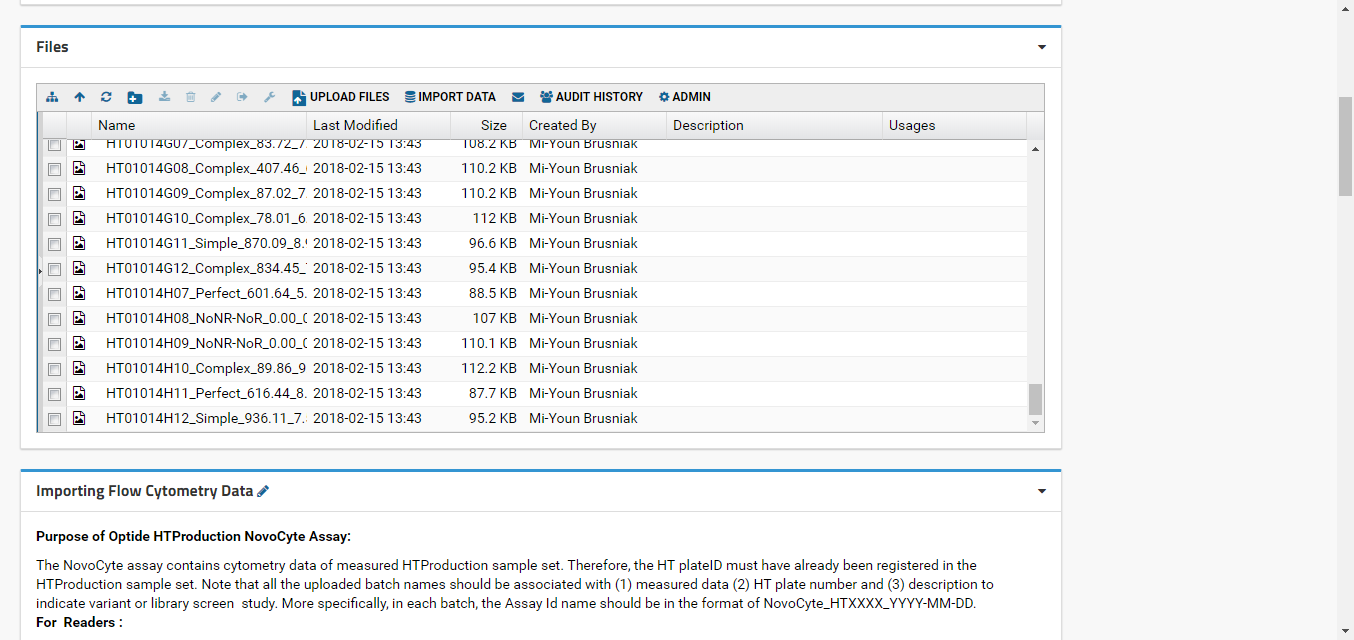 Files
UPLOAD FILES IMPORT DATA AUDIT HISTORY ADMIN
Name Last Modified Size Created By Description Usages
HT01014G07_Complex_83.72_7. 2018-02-15 13:43 108.2 KB Mi-Youn Brusniak
HT01014G08_Complex_407.46_ 2018-02-15 13:43 110.2 KB Mi-Youn Brusniak
HT01014G09_Complex_87.02_7. 2018-02-15 13:43 110.2 KB Mi-Youn Brusniak
HT01014G10_Complex_78.01_6. 2018-02-15 13:43 112 KB Mi-Youn Brusniak
HT01014G11_Simple_870.09_8.9 2018-02-15 13:43 96.6 KB Mi-Youn Brusniak
HT01014G12_Complex_834.45_ 2018-02-15 13:43 95.4 KB Mi-Youn Brusniak
HT01014H07_Perfect_601.64_5. 2018-02-15 13:43 88.5 KB Mi-Youn Brusniak
HT01014H08_NoNR-NoR_0.00_0 2018-02-15 13:43 107 KB Mi-Youn Brusniak
HT01014H09_NoNR-NoR_0.00_0 2018-02-15 13:43 110.1 KB Mi-Youn Brusniak
HT01014H10_Complex_89.86_9. 2018-02-15 13:43 112.2 KB Mi-Youn Brusniak
HT01014H11_Perfect_616.44_8. 2018-02-15 13:43 87.7 KB Mi-Youn Brusniak
HT01014H12_Simple_936.11_7. 2018-02-15 13:43 95.2 KB Mi-Youn Brusniak
Importing Flow Cytometry Data
Purpose of Optide HTProduction NovoCyte Assay:
The NovoCyte assay contains cytometry data of measured HTProduction sample set. Therefore, the HT plateID must have already been registered in the
HTProduction sample set. Note that all the uploaded batch names should be associated with (1) measured data (2) HT plate number and (3) description to
indicate variant or library screen study. More specifically, in each batch, the Assay Id name should be in the format of NovoCyte_HTXXXX_YYYY-MM-DD.
For Readers :